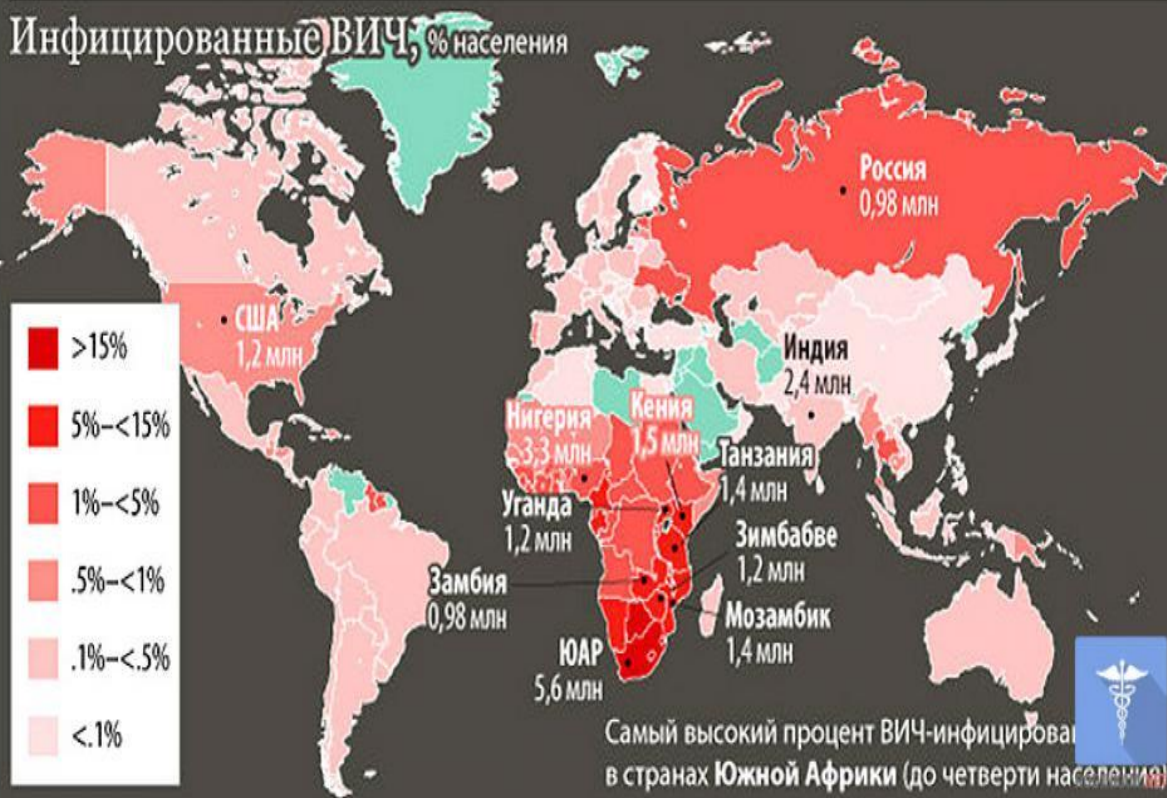 Инфицированные ВИЧ, % населения
Россия
0,98 млн
США
1,2 млн
>15%
5%–<15%
1%–<5%
.5%–<1%
.1%–<.5%
<.1%
Индия
2,4 млн
Нигерия
3,3 млн
Кения
1,5 млн
Танзания
1,4 млн
Уганда
1,2 млн
Зимбабве
1,2 млн
Замбия
0,98 млн
Мозамбик
1,4 млн
ЮАР
5,6 млн
Самый высокий процент ВИЧ-инфицирова
в странах Южной Африки (до четверти населения)